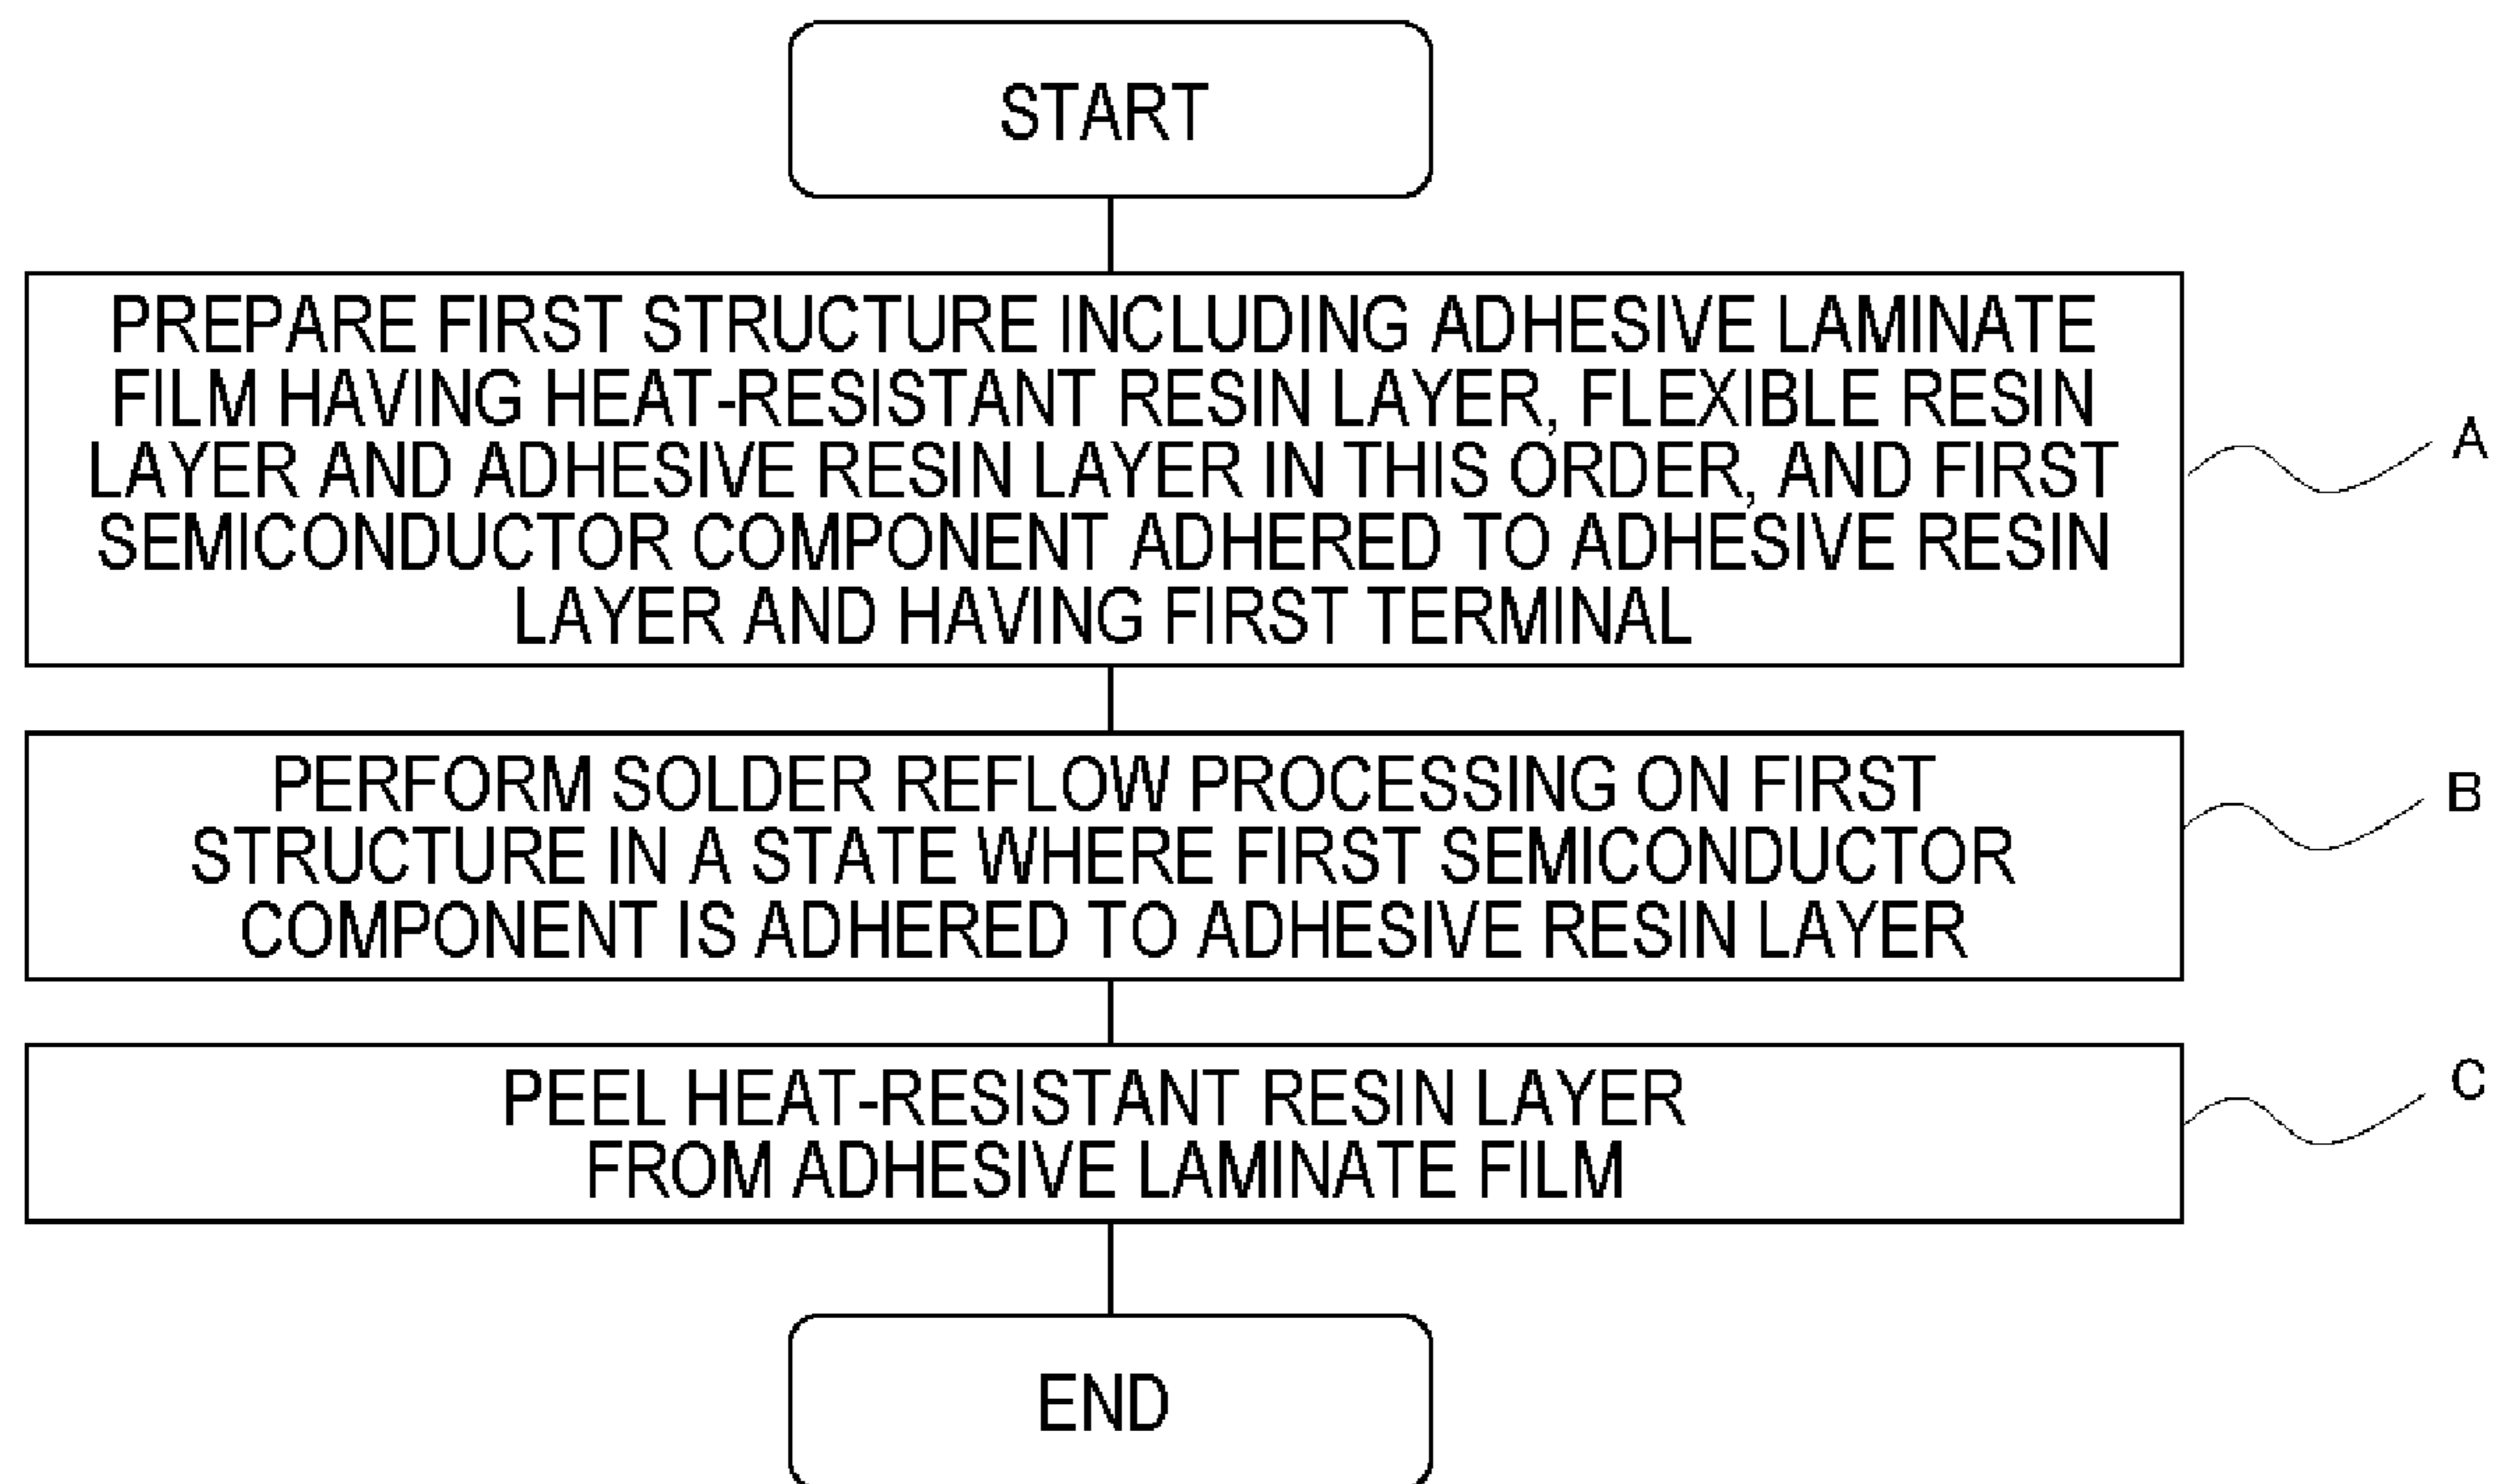 START
PREPARE FIRST STRUCTURE INCLUDING ADHESIVE LAMINATE
FILM HAVING HEAT-RESISTANT RESIN LAYER, FLEXIBLE RESIN
LAYER AND ADHESIVE RESIN LAYER IN THIS ORDER, AND FIRST
SEMICONDUCTOR COMPONENT ADHERED TO ADHESIVE RESIN
LAYER AND HAVING FIRST TERMINAL
A
PERFORM SOLDER REFLOW PROCESSING ON FIRST
STRUCTURE IN A STATE WHERE FIRST SEMICONDUCTOR
COMPONENT IS ADHERED TO ADHESIVE RESIN LAYER
B
PEEL HEAT-RESISTANT RESIN LAYER
FROM ADHESIVE LAMINATE FILM
C
END